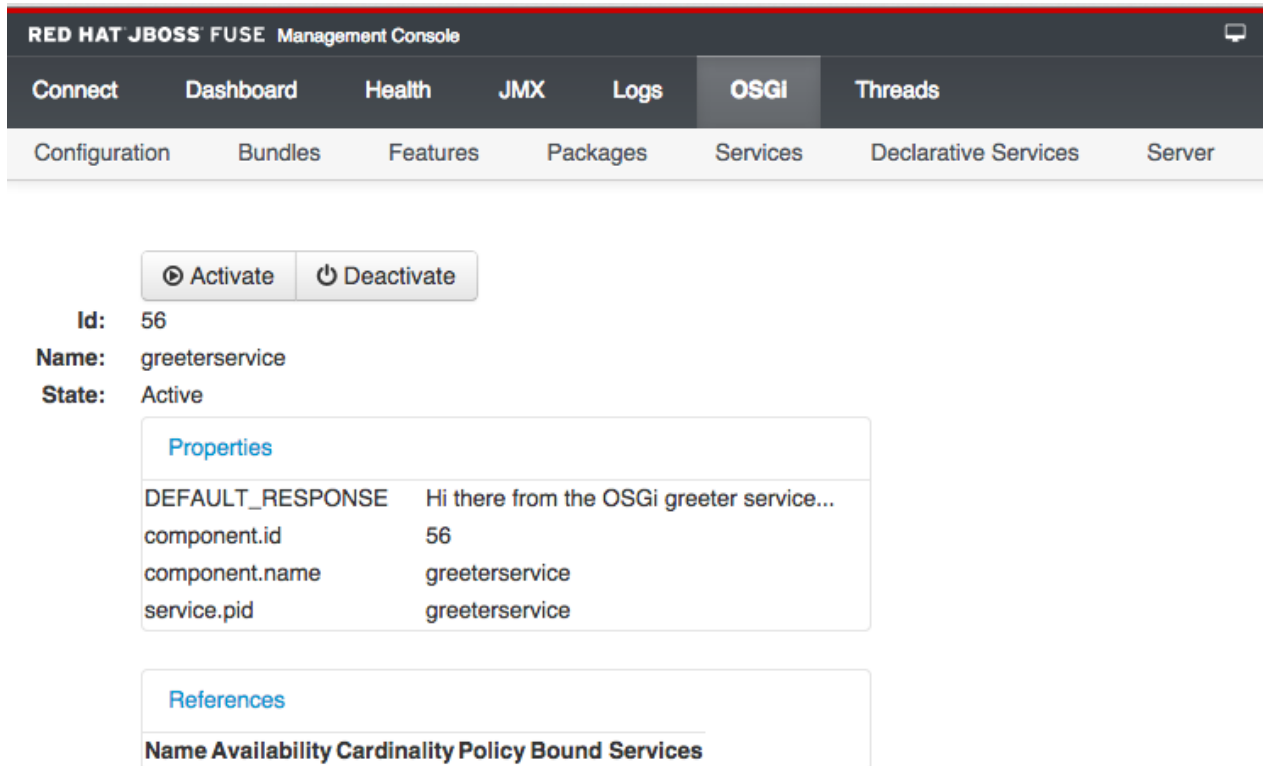 RED HAT JBOSS FUSE Management Console
Connect Dashboard Health JMX Logs OSGi Threads
Configuration Bundles Features Packages Services Declarative Services Server
Activate Deactivate
Id: 56
Name: greeterservice
State: Active
Properties
DEFAULT_RESPONSE Hi there from the OSGi greeter service...
component.id 56
component.name greeterservice
service.pid greeterservice
References
Name Availability Cardinality Policy Bound Services